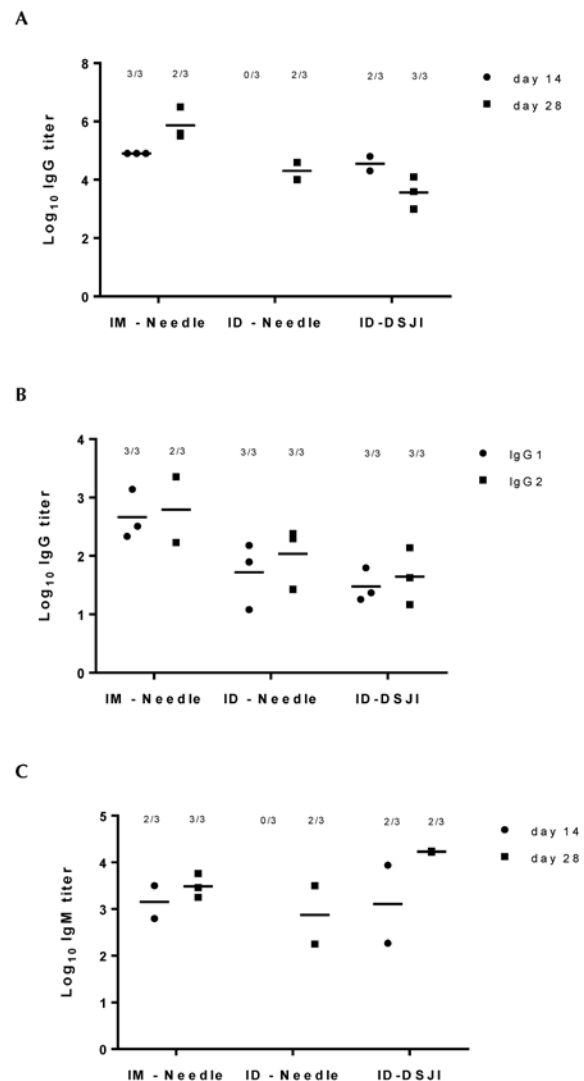 A
Log10 IgG titer
8
6
4
2
0
3/3 2/3 0/3 2/3 2/3 3/3
day 14
day 28
IM - Needle ID - Needle ID-DSJI
B
Log10 IgG titer
4
3
2
1
0
3/3 2/3 3/3 3/3 3/3 3/3
IgG1
IgG2
IM - Needle ID - Needle ID-DSJI
C
Log10 IgM titer
5
4
3
2
1
0
2/3 3/3 0/3 2/3 2/3 2/3
day 14
day 28
IM - Needle ID - Needle ID-DSJI